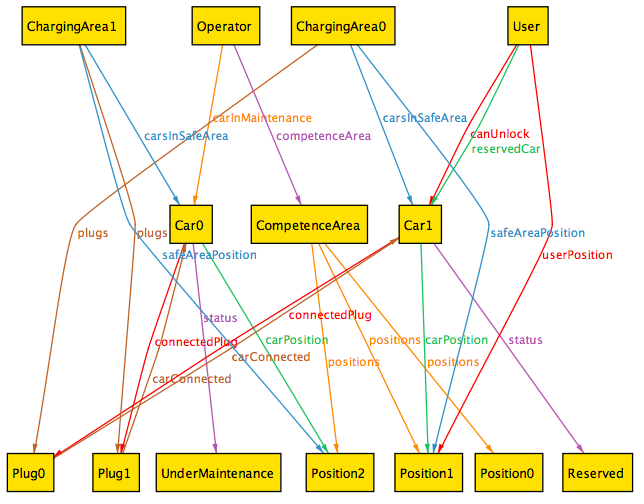 ChargingArea1 Operator ChargingArea0 User
carInMaintenance
carsInSafeArea competenceArea carsInSafeArea canUnlock
reservedCar
Car0 CompetenceArea Car1
plugs plugs safeAreaPosition
safeAreaPosition userPosition
status connectedPlug
connectedPlug carPosition positions carPosition status
carConnected positions positions
carConnected
Plug0 Plug1 UnderMaintenance Position2 Position1 Position0 Reserved